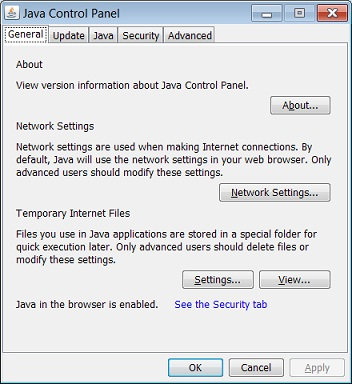 Java Control Panel
General Update Java Security Advanced
About
View version information about Java Control Panel.
About...
Network Settings
Network settings are used when making Internet connections. By
default, Java will use the network settings in your web browser. Only
advanced users should modify these settings.
Network Settings...
Temporary Internet Files
Files you use in Java applications are stored in a special folder for
quick execution later. Only advanced users should delete files or
modify these settings.
Settings... View...
Java in the browser is enabled. See the Security tab
OK Cancel Apply